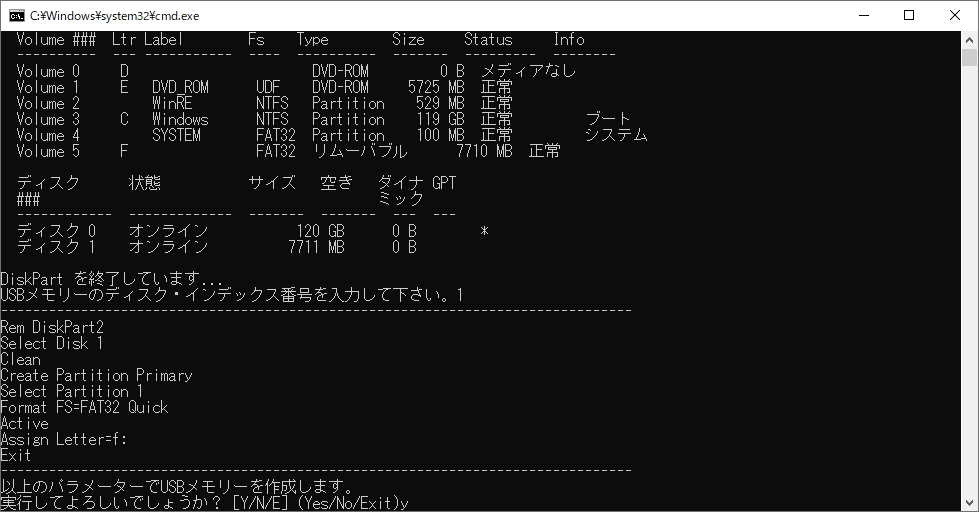 C:¥Windows¥system32¥cmd.exe
Volume ### Ltr Label Fs Type Size Status Info
---------- --- ----------- ----- ---------- ------- --------- --------
Volume 0 D DVD-ROM 0 B メディアなし
Volume 1 E DVD_ROM UDF DVD-ROM 5725 MB 正常
Volume 2 WinRE NTFS Partition 529 MB 正常
Volume 3 C Windows NTFS Partition 119 GB 正常 ブート
Volume 4 SYSTEM FAT32 Partition 100 MB 正常 システム
Volume 5 F FAT32 リムーバブル 7710 MB 正常
ディスク 状態 サイズ 空き ダイナ GPT
### ミック
------------ ------------- ------- ------- --- ---
ディスク 0 オンライン 120 GB 0 B *
ディスク 1 オンライン 7711 MB 0 B
DiskPart を終了しています...
USBメモリーのディスク・インデックス番号を入力して下さい。1
-------------------------------------------------------------------------------
Rem DiskPart2
Select Disk 1
Clean
Create Partition Primary
Select Partition 1
Format FS=FAT32 Quick
Active
Assign Letter=f:
Exit
-------------------------------------------------------------------------------
以上のパラメーターでUSBメモリーを作成します。
実行してよろしいでしょうか? [Y/N/E] (Yes/No/Exit)y